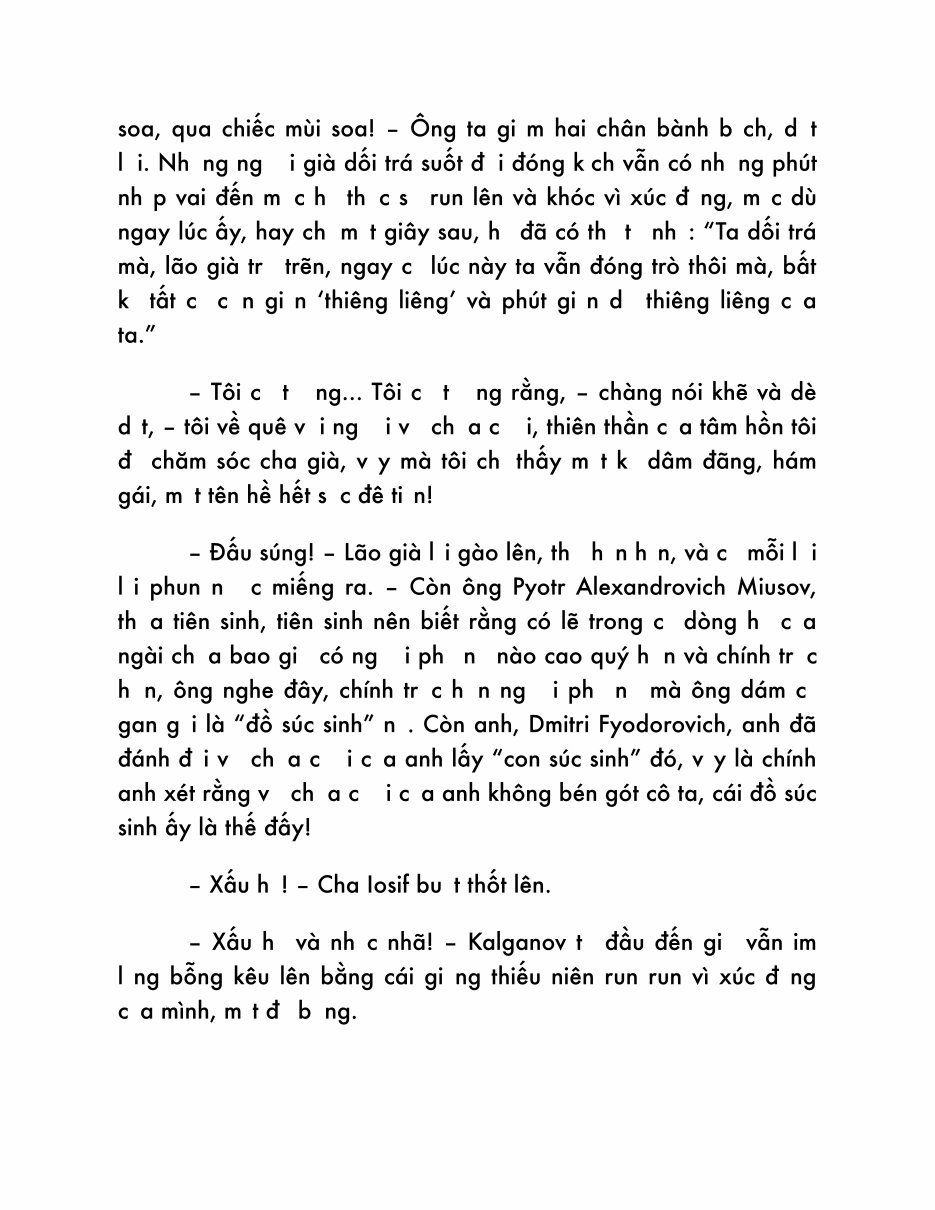 soa, qua chiếc mùi soa! – Ông ta gi m hai chân bành b ch, d t
l i. Nh ng ng i già dối trá suốt đ i đóng k ch vẫn có nh ng phút
nh p vai đến m c h th c s run lên và khóc vì xúc đ ng, m c dù
ngay lúc ấy, hay ch m t giây sau, h đã có th t nh : “Ta dối trá
mà, lão già tr trẽn, ngay c lúc này ta vẫn đóng trò thôi mà, bất
k tất c c n gi n ‘thiêng liêng’ và phút gi n d thiêng liêng c a
ta.”
– Tôi c t ng... Tôi c t ng rằng, – chàng nói khẽ và dè
d t, – tôi về quê v i ng i v ch a c i, thiên thần c a tâm hồn tôi
đ chăm sóc cha già, v y mà tôi ch thấy m t k dâm đãng, hám
gái, m t tên hề hết s c đê ti n!
– Đấu súng! – Lão già l i gào lên, th h n h n, và c mỗi l i
l i phun n c miếng ra. – Còn ông Pyotr Alexandrovich Miusov,
th a tiên sinh, tiên sinh nên biết rằng có lẽ trong c dòng h c a
ngài ch a bao gi có ng i ph n nào cao quý h n và chính tr c
h n, ông nghe đây, chính tr c h n ng i ph n mà ông dám c
gan g i là “đồ súc sinh” n . Còn anh, Dmitri Fyodorovich, anh đã
đánh đ i v ch a c i c a anh lấy “con súc sinh” đó, v y là chính
anh xét rằng v ch a c i c a anh không bén gót cô ta, cái đồ súc
sinh ấy là thế đấy!
– Xấu h ! – Cha Iosif bu t thốt lên.
– Xấu h và nh c nhã! – Kalganov t đầu đến gi vẫn im
l ng bỗng kêu lên bằng cái gi ng thiếu niên run run vì xúc đ ng
c a mình, m t đ b ng.